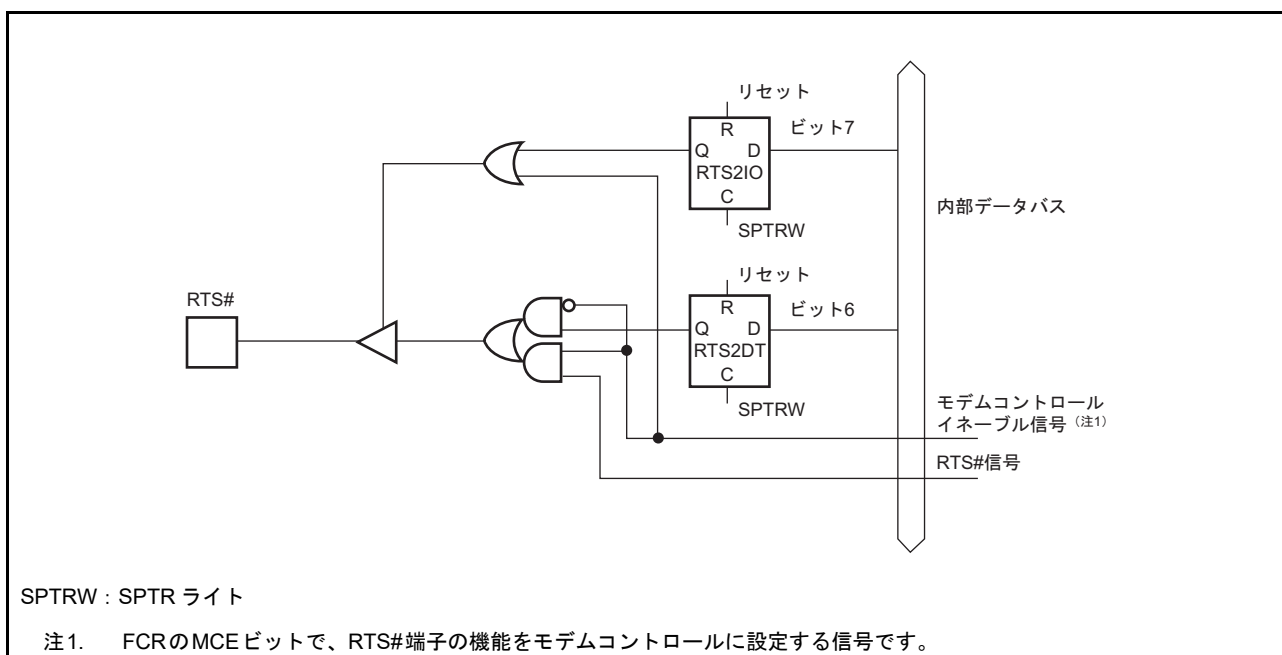 リセット
R
ビット7
Q D
RTS2IO
C
SPTRW
内部データバス
リセット
RTS#
R
ビット6
Q D
RTS2DT
C
SPTRW
モデムコントロール
イネーブル信号（注1）
RTS#信号
SPTRW：SPTR ライト
注1. FCRのMCEビットで、RTS#端子の機能をモデムコントロールに設定する信号です。